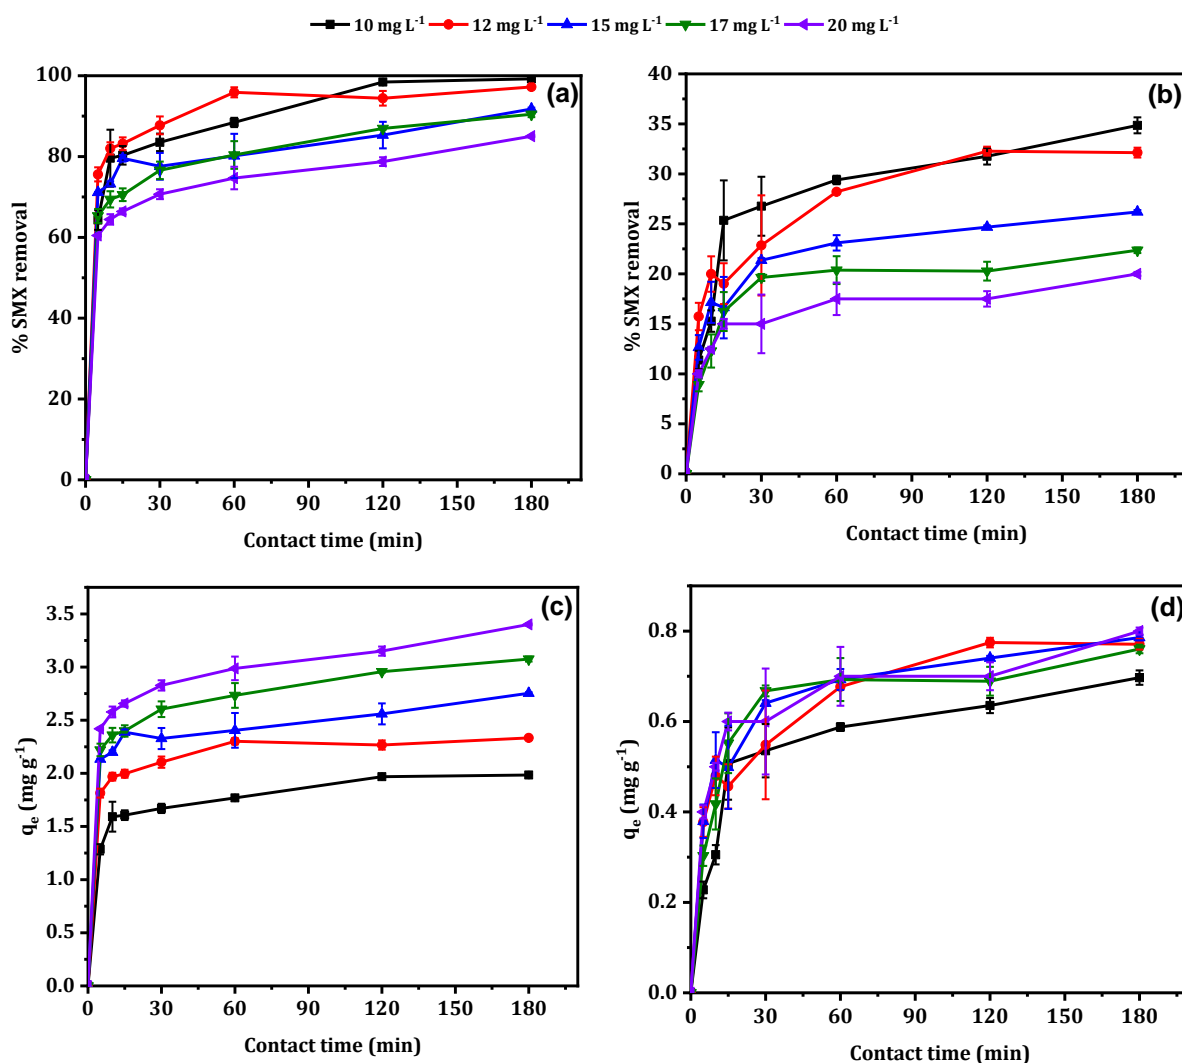 10 mg L⁻¹ 12 mg L⁻¹ 15 mg L⁻¹ 17 mg L⁻¹ 20 mg L⁻¹
(a)
% SMX removal
100
80
60
40
20
0
0 30 60 90 120 150 180
Contact time (min)
(b)
% SMX removal
40
35
30
25
20
15
10
5
0
0 30 60 90 120 150 180
Contact time (min)
(c)
qₑ (mg g⁻¹)
3.5
3.0
2.5
2.0
1.5
1.0
0.5
0.0
0 30 60 90 120 150 180
Contact time (min)
(d)
qₑ (mg g⁻¹)
0.8
0.6
0.4
0.2
0.0
0 30 60 90 120 150 180
Contact time (min)